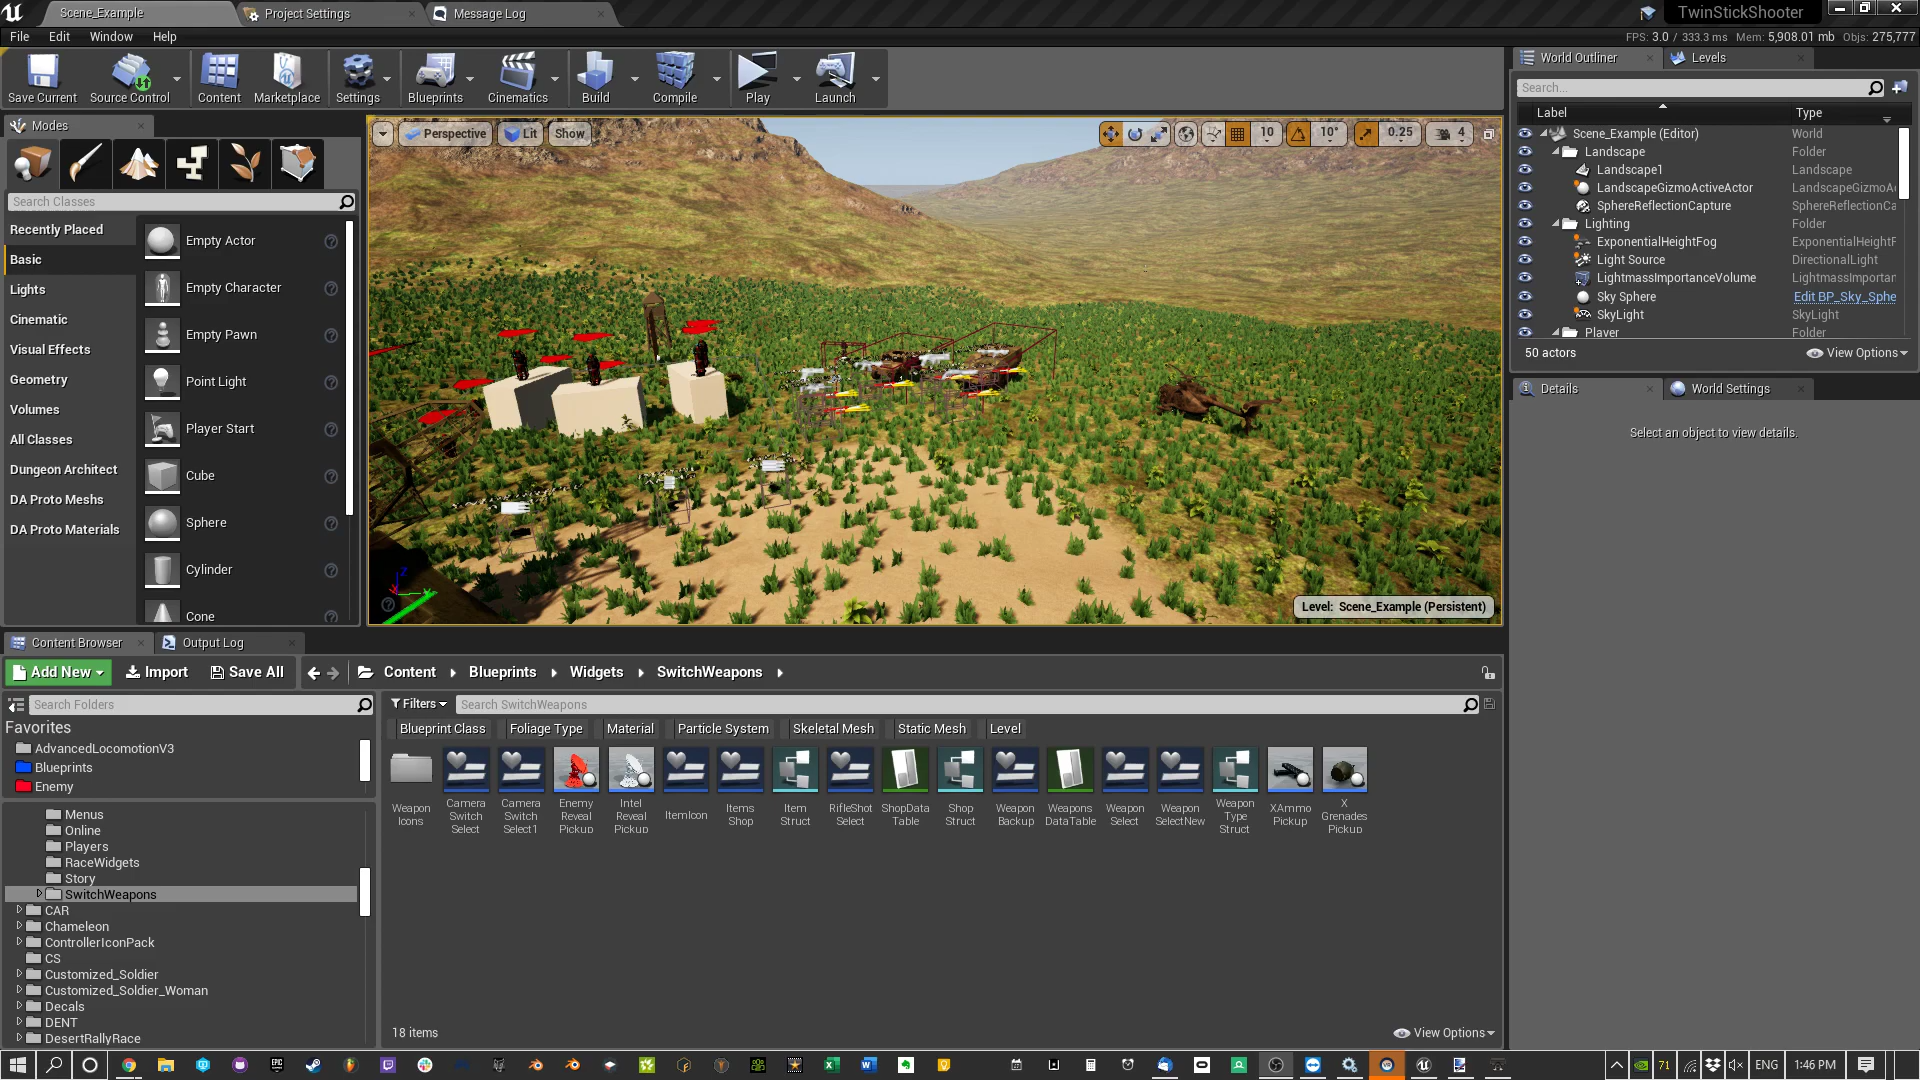 Scene_Example
Project Settings
Message Log
TwinStickShooter
File
Edit
Window
Help
FPS: 3.0 / 333.3 ms
Mem: 5,908.01 mb
Objs: 275,777
Save Current
Source Control
Content
Marketplace
Settings
Blueprints
Cinematics
Build
Compile
Play
Launch
World Outliner
Levels
Search...
Label
Type
Scene_Example (Editor)
World
Landscape
Folder
Landscape1
Landscape
LandscapeGizmoActiveActor
LandscapeGizmoA
SphereReflectionCapture
SphereReflectionCa
Lighting
Folder
ExponentialHeightFog
ExponentialHeightF
Light Source
DirectionalLight
LightmassImportanceVolume
LightmassImportan
Sky Sphere
Edit BP_Sky_Sphe
SkyLight
SkyLight
Player
Folder
50 actors
View Options
Details
World Settings
Select an object to view details.
Modes
Search Classes
Recently Placed
Basic
Lights
Cinematic
Visual Effects
Geometry
Volumes
All Classes
Dungeon Architect
DA Proto Meshs
DA Proto Materials
Empty Actor
Empty Character
Empty Pawn
Point Light
Player Start
Cube
Sphere
Cylinder
Cone
Perspective
Lit
Show
10
10°
0.25
4
Z
Level: Scene_Example (Persistent)
Content Browser
Output Log
Add New
Import
Save All
Content
Blueprints
Widgets
SwitchWeapons
Search Folders
Favorites
AdvancedLocomotionV3
Blueprints
Enemy
Menus
Online
Players
RaceWidgets
Story
SwitchWeapons
CAR
Chameleon
ControllerIconPack
CS
Customized_Soldier
Customized_Soldier_Woman
Decals
DENT
DesertRallyRace
Filters
Search SwitchWeapons
Blueprint Class
Foliage Type
Material
Particle System
Skeletal Mesh
Static Mesh
Level
Weapon Icons
Camera Switch Select
Camera Switch Select1
Enemy Reveal Pickup
Intel Reveal Pickup
ItemIcon
Items Shop
Item Struct
RifleShot Select
ShopData Table
Shop Struct
Weapon Backup
Weapons DataTable
Weapon Select
Weapon SelectNew
Weapon Type Struct
XAmmo Pickup
X Grenades Pickup
18 items
View Options
71
ENG
1:46 PM